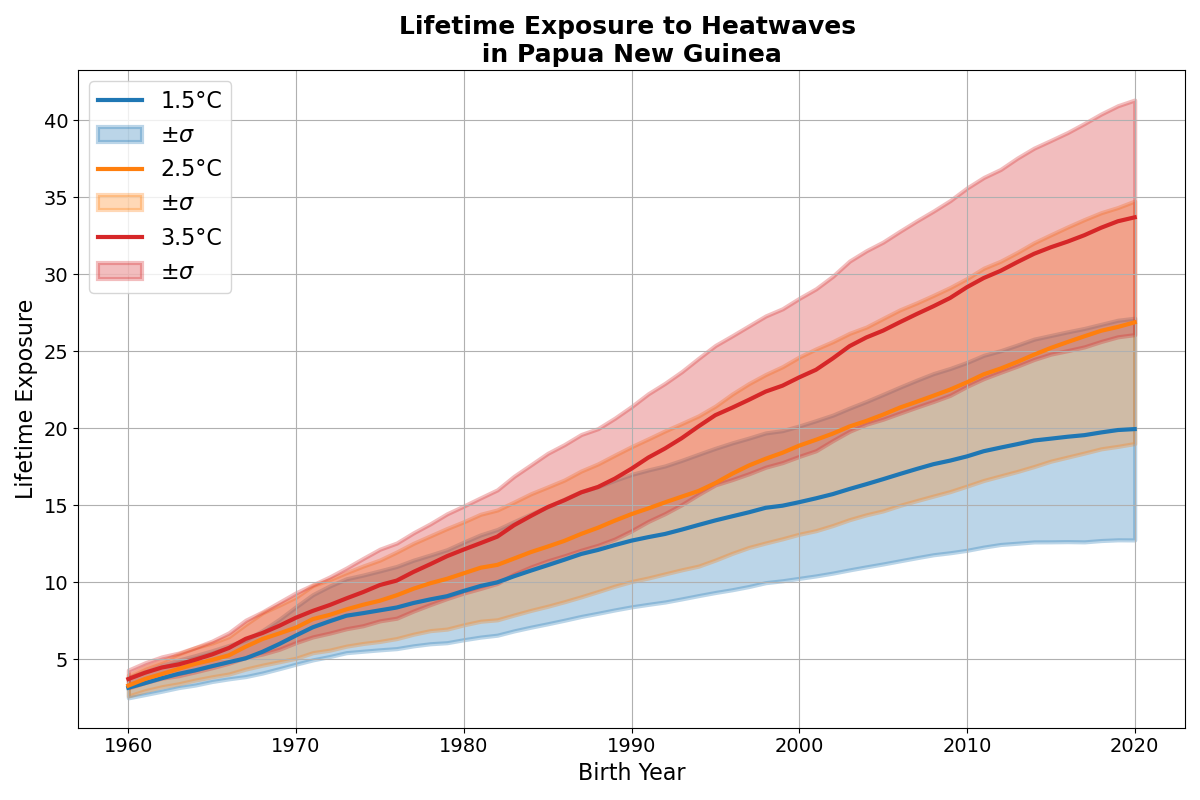 Lifetime Exposure to Heatwaves
in Papua New Guinea
1.5°C
±σ
2.5°C
±σ
3.5°C
±σ
Lifetime Exposure
40
35
30
25
20
15
10
5
1960 1970 1980 1990 2000 2010 2020
Birth Year